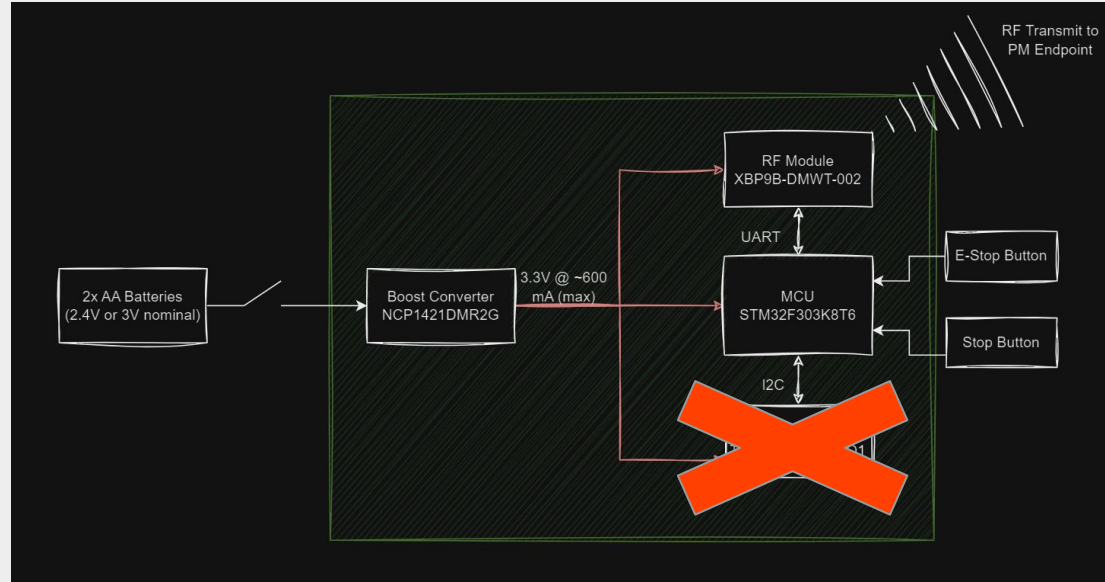 RF Transmit to
PM Endpoint
RF Module
XBP9B-DMWT-002
UART
2x AA Batteries
(2.4V or 3V nominal)
Boost Converter
NCP1421DMR2G
3.3V @ ~600
mA (max)
MCU
STM32F303K8T6
E-Stop Button
Stop Button
I2C